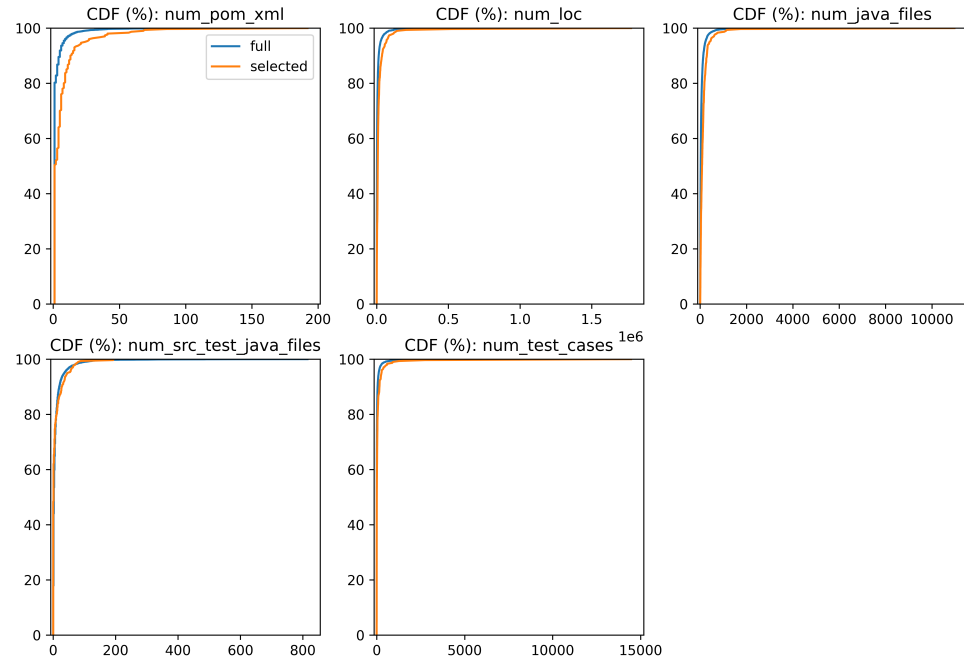 CDF (%): num_pom_xml
100
80
60
40
20
0
0 50 100 150 200
full
selected
CDF (%): num_loc
100
80
60
40
20
0
0.0 0.5 1.0 1.5
1e6
CDF (%): num_java_files
100
80
60
40
20
0
0 2000 4000 6000 8000 10000
CDF (%): num_src_test_java_files
100
80
60
40
20
0
0 200 400 600 800
CDF (%): num_test_cases
100
80
60
40
20
0
0 5000 10000 15000